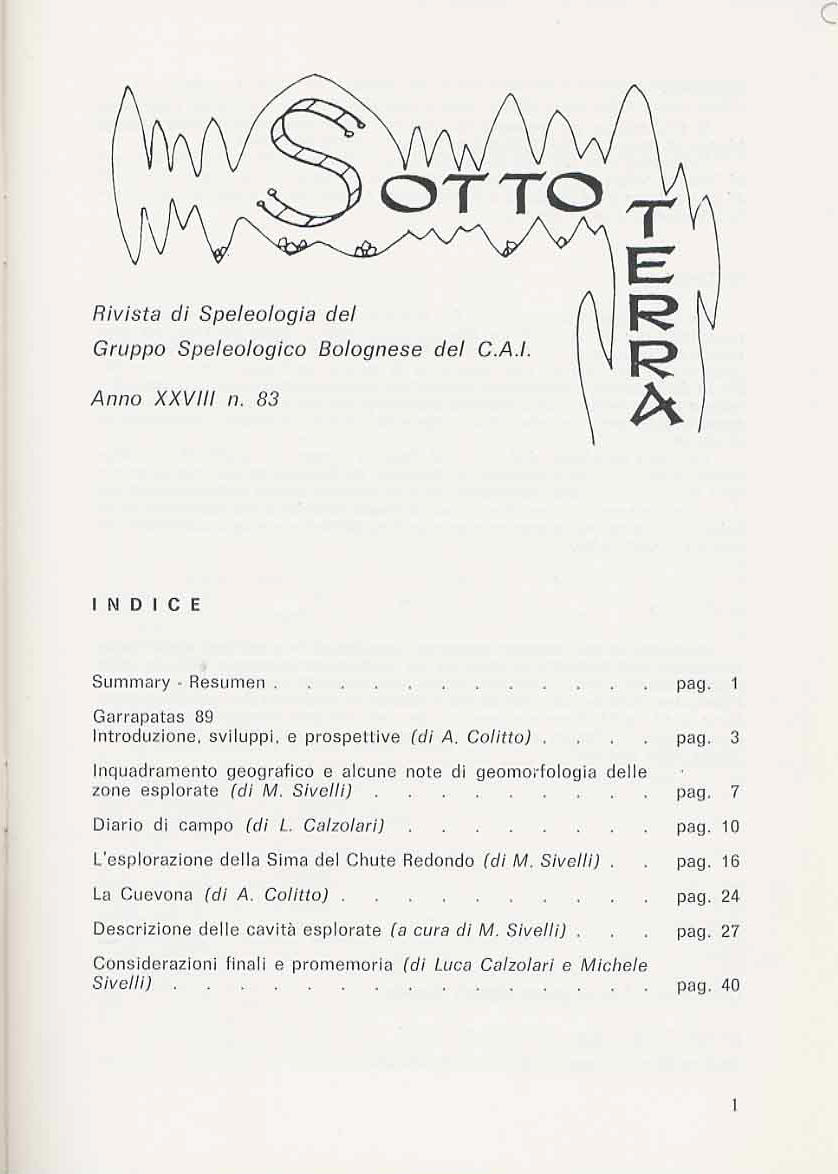 SOTTO
TERRA
Rivista di Speleologia del
Gruppo Speleologico Bolognese del C.A.I.
Anno XXVIII n. 83
INDICE
Summary - Resumen . . . . . . . . . . . . pag. 1
Garrapatas 89
Introduzione, sviluppi, e prospettive (di A. Colitto) . . . . pag. 3
Inquadramento geografico e alcune note di geomorfologia delle
zone esplorate (di M. Sivelli) . . . . . . . . . pag. 7
Diario di campo (di L. Calzolari) . . . . . . . . pag. 10
L'esplorazione della Sima del Chute Redondo (di M. Sivelli) . . pag. 16
La Cuevona (di A. Colitto) . . . . . . . . . . pag. 24
Descrizione delle cavità esplorate (a cura di M. Sivelli) . . . pag. 27
Considerazioni finali e promemoria (di Luca Calzolari e Michele
Sivelli) . . . . . . . . . . . . . . . pag. 40
1